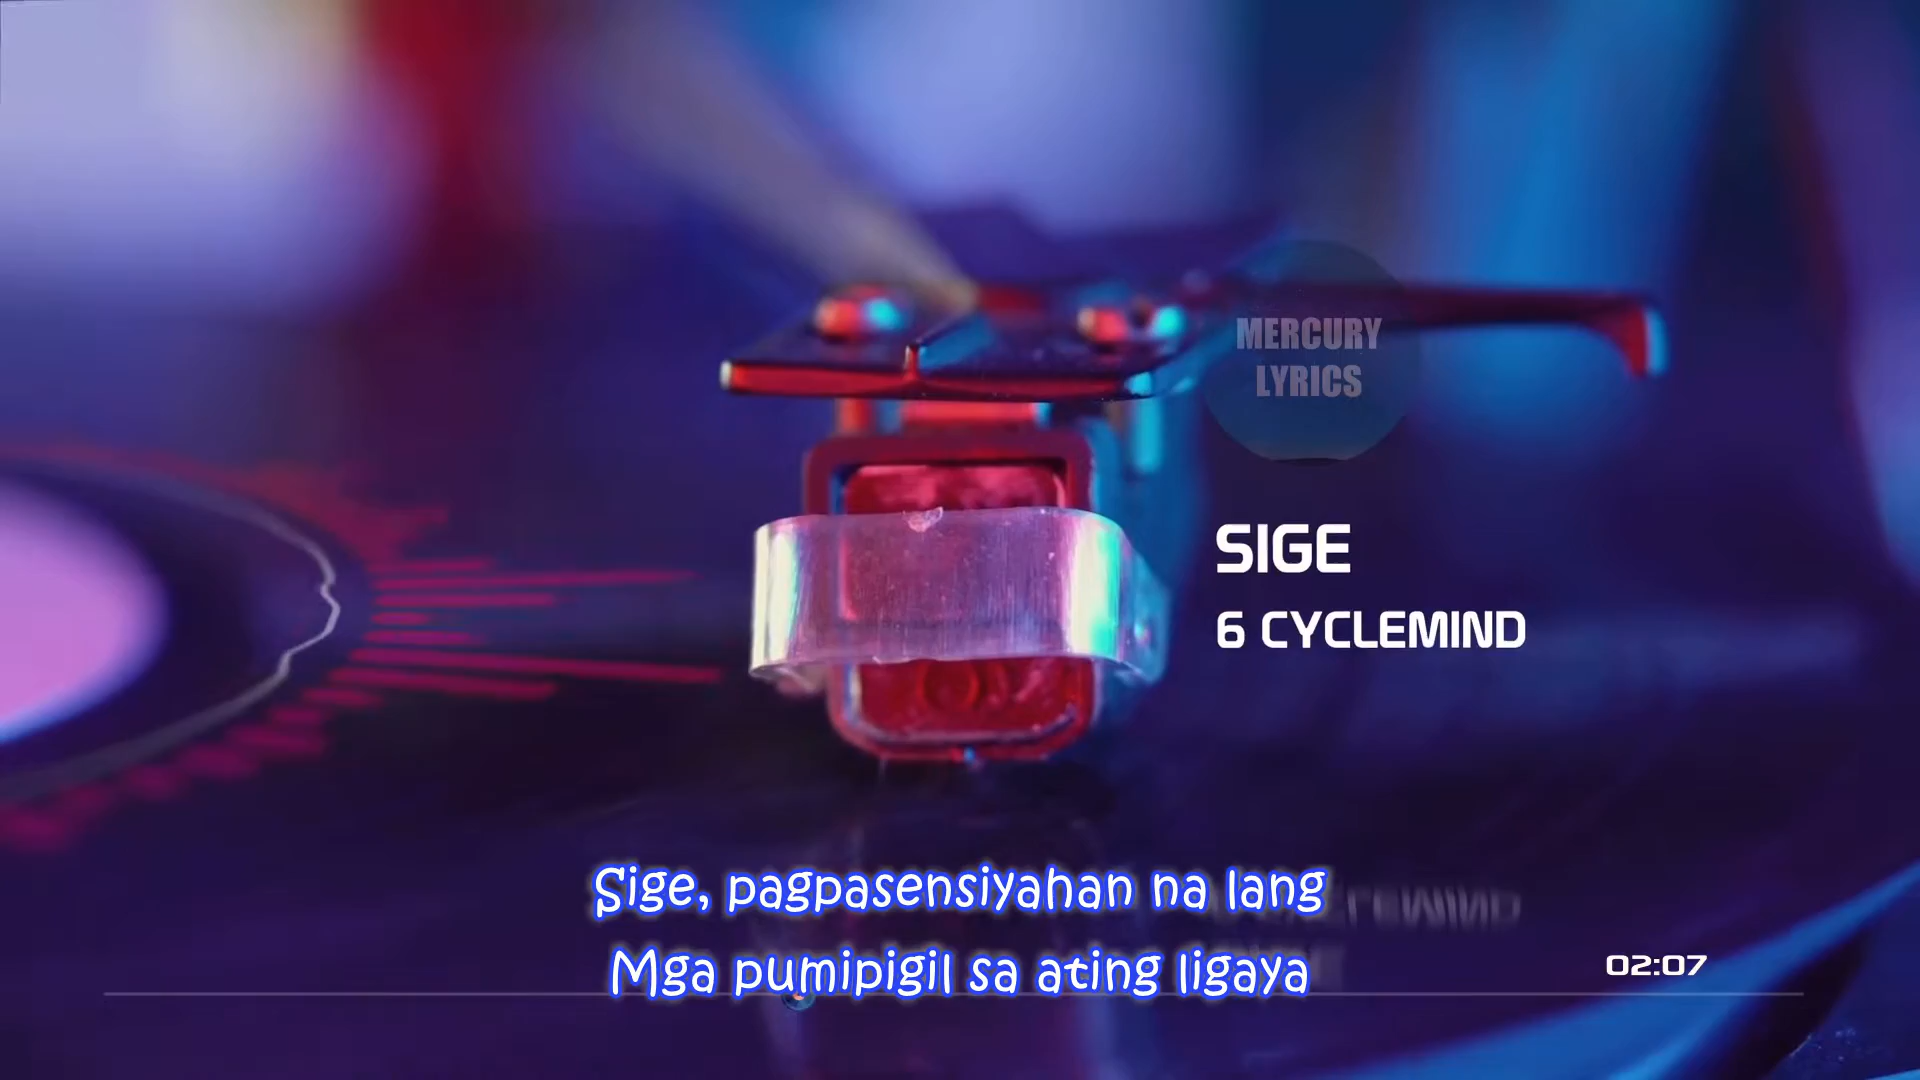 MERCURY
LYRICS
SIGE
6 CYCLEMIND
Sige, pagpasensiyahan na lang
Mga pumipigil sa ating ligaya
02:07